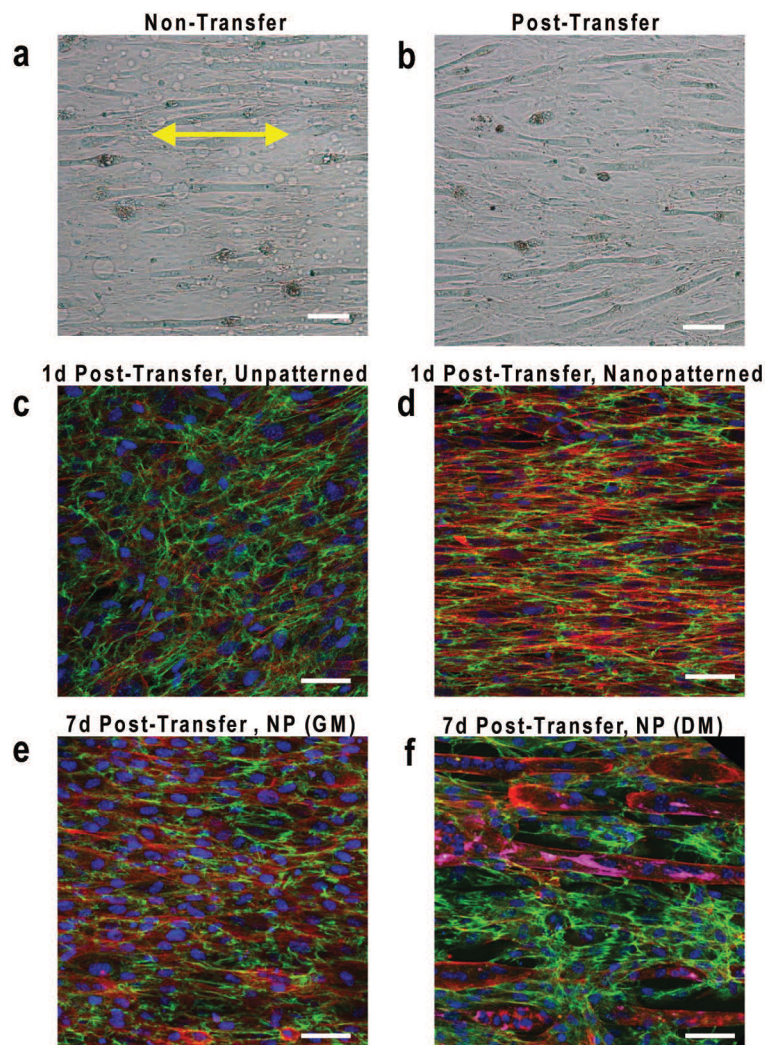 Non-Transfer
Post-Transfer
a
b
1d Post-Transfer, Unpatterned
1d Post-Transfer, Nanopatterned
c
d
7d Post-Transfer , NP (GM)
7d Post-Transfer, NP (DM)
e
f